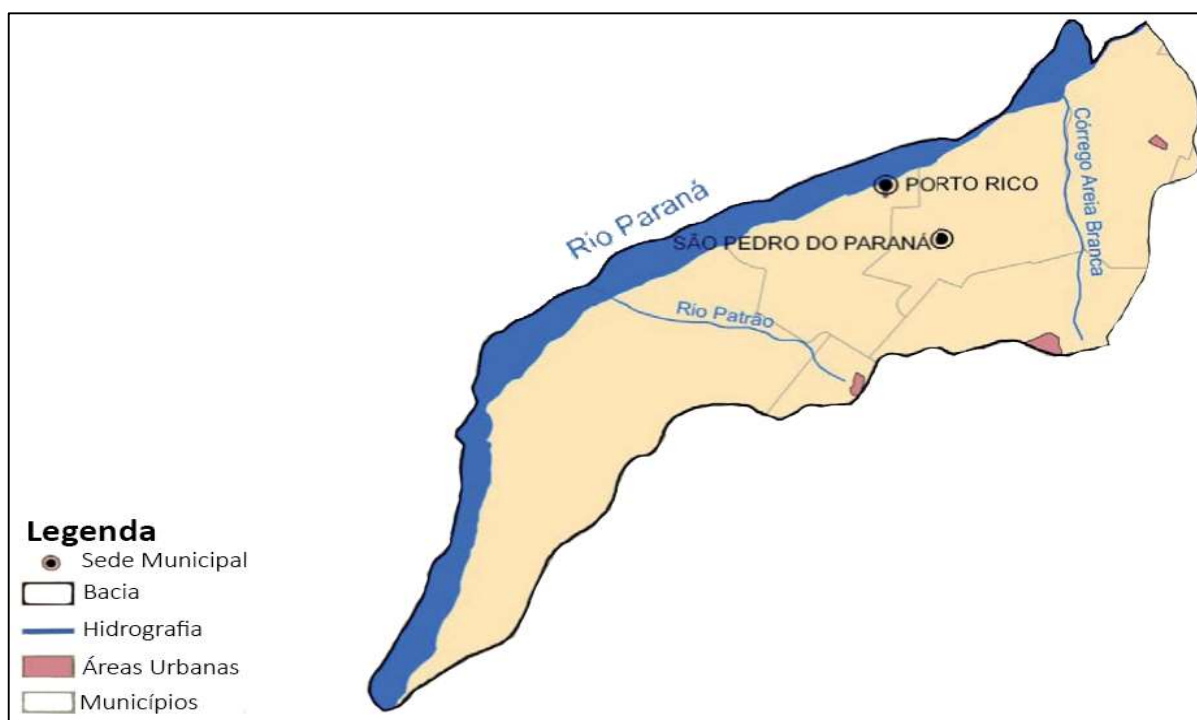 Rio Paraná
PORTO RICO
SÃO PEDRO DO PARANÁ
Córrego Areia Branca
Rio Patrão
Legenda
Sede Municipal
Bacia
Hidrografia
Áreas Urbanas
Municípios